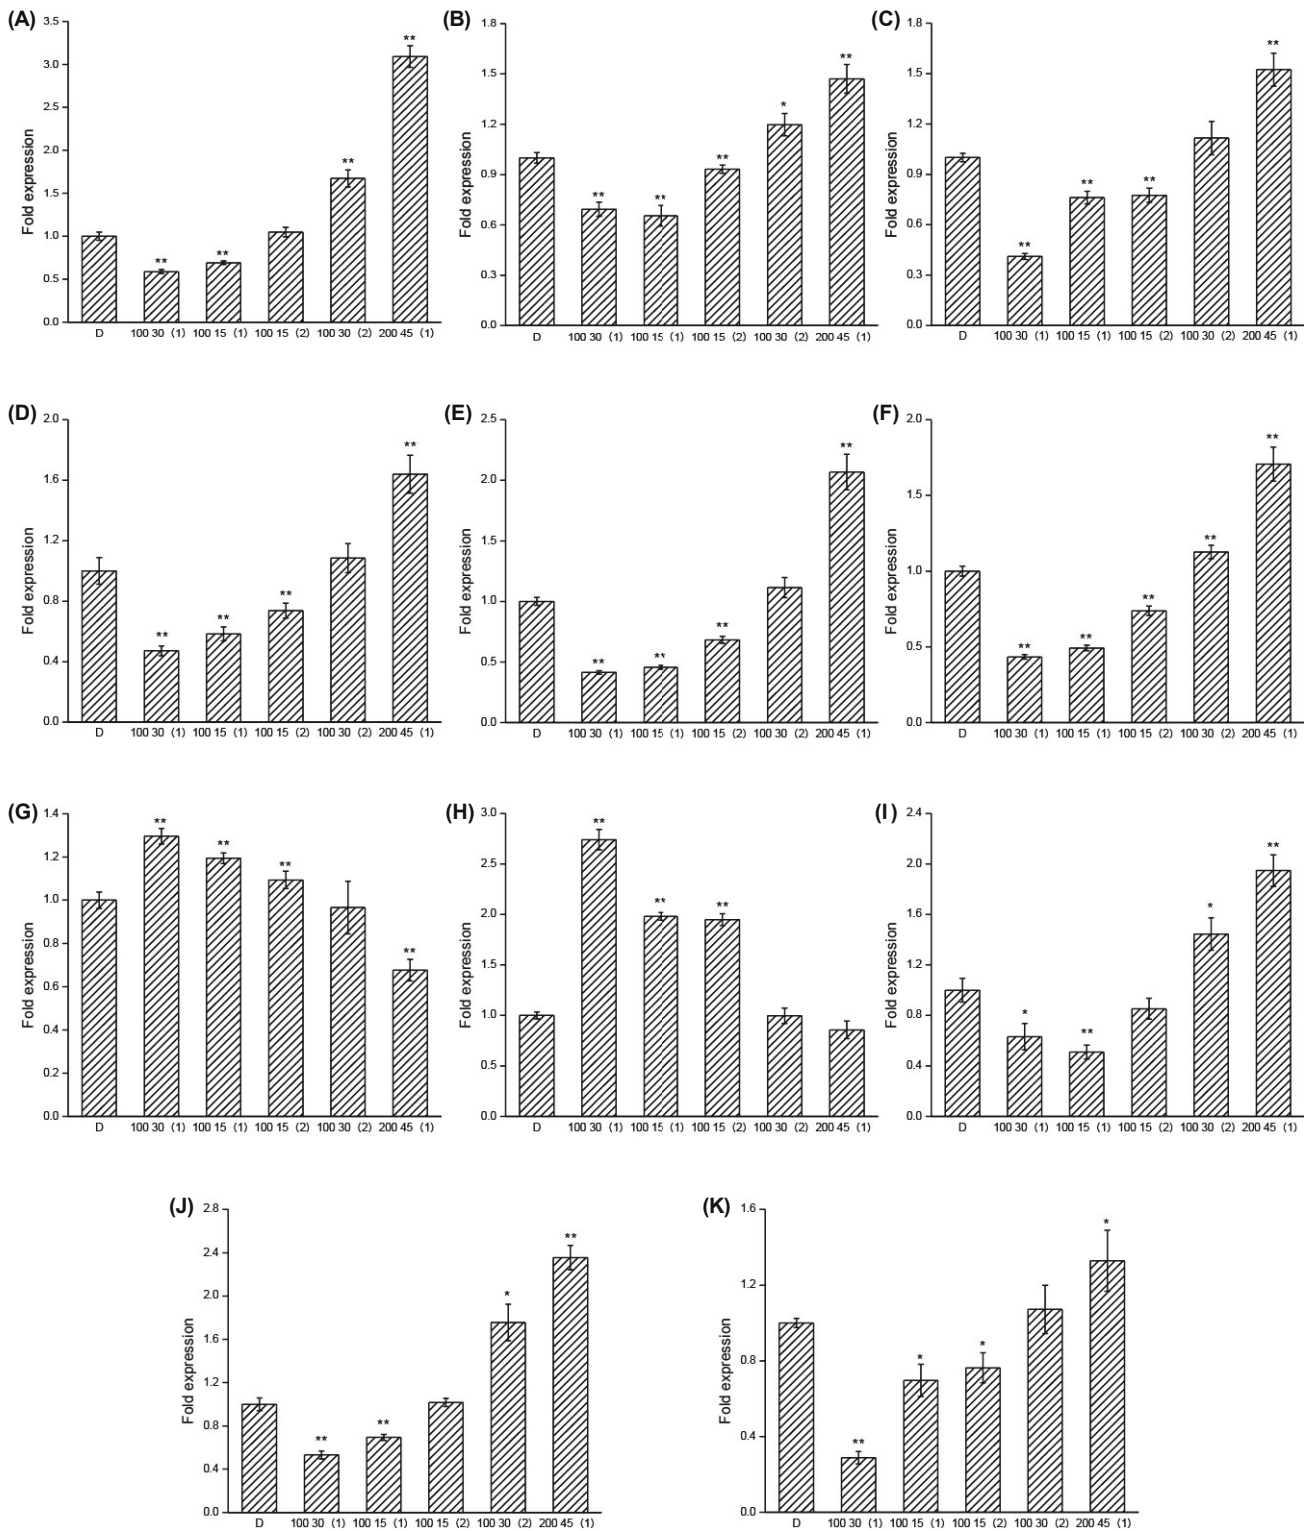 (A)
Fold expression
3.5
3.0
2.5
2.0
1.5
1.0
0.5
0.0
** ** ** **
D 100 30 (1) 100 15 (1) 100 15 (2) 100 30 (2) 200 45 (1)
(B)
Fold expression
1.8
1.5
1.2
0.9
0.6
0.3
0.0
** ** ** * **
D 100 30 (1) 100 15 (1) 100 15 (2) 100 30 (2) 200 45 (1)
(C)
Fold expression
1.8
1.5
1.2
0.9
0.6
0.3
0.0
** ** ** **
D 100 30 (1) 100 15 (1) 100 15 (2) 100 30 (2) 200 45 (1)
(D)
Fold expression
2.0
1.6
1.2
0.8
0.4
0.0
** ** ** **
D 100 30 (1) 100 15 (1) 100 15 (2) 100 30 (2) 200 45 (1)
(E)
Fold expression
2.5
2.0
1.5
1.0
0.5
0.0
** ** ** **
D 100 30 (1) 100 15 (1) 100 15 (2) 100 30 (2) 200 45 (1)
(F)
Fold expression
2.0
1.5
1.0
0.5
0.0
** ** ** ** **
D 100 30 (1) 100 15 (1) 100 15 (2) 100 30 (2) 200 45 (1)
(G)
Fold expression
1.4
1.2
1.0
0.8
0.6
0.4
0.2
0.0
** ** ** **
D 100 30 (1) 100 15 (1) 100 15 (2) 100 30 (2) 200 45 (1)
(H)
Fold expression
3.0
2.5
2.0
1.5
1.0
0.5
0.0
** ** **
D 100 30 (1) 100 15 (1) 100 15 (2) 100 30 (2) 200 45 (1)
(I)
Fold expression
2.4
2.0
1.6
1.2
0.8
0.4
0.0
* ** * **
D 100 30 (1) 100 15 (1) 100 15 (2) 100 30 (2) 200 45 (1)
(J)
Fold expression
2.8
2.4
2.0
1.6
1.2
0.8
0.4
0.0
** ** * **
D 100 30 (1) 100 15 (1) 100 15 (2) 100 30 (2) 200 45 (1)
(K)
Fold expression
1.6
1.2
0.8
0.4
0.0
** * * *
D 100 30 (1) 100 15 (1) 100 15 (2) 100 30 (2) 200 45 (1)